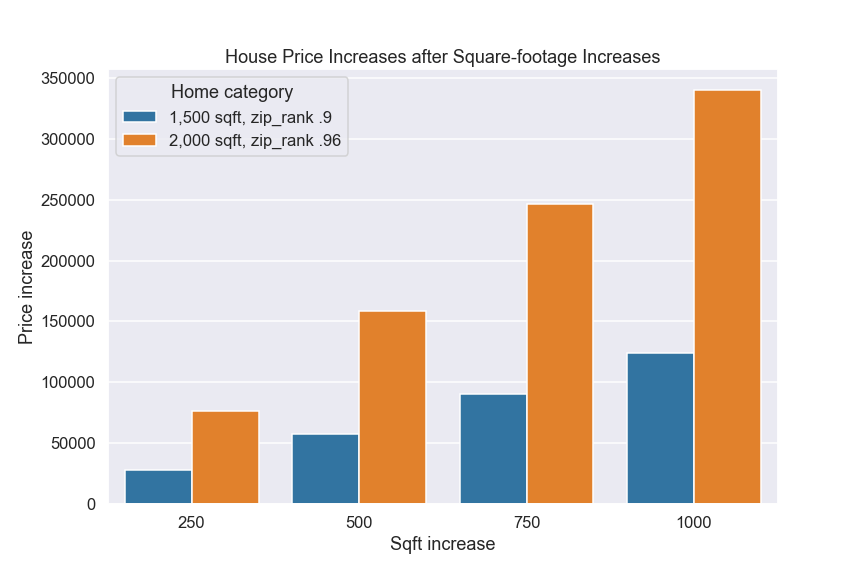 House Price Increases after Square-footage Increases
Home category
1,500 sqft, zip_rank .9
2,000 sqft, zip_rank .96
Price increase
350000
300000
250000
200000
150000
100000
50000
0
250 500 750 1000
Sqft increase